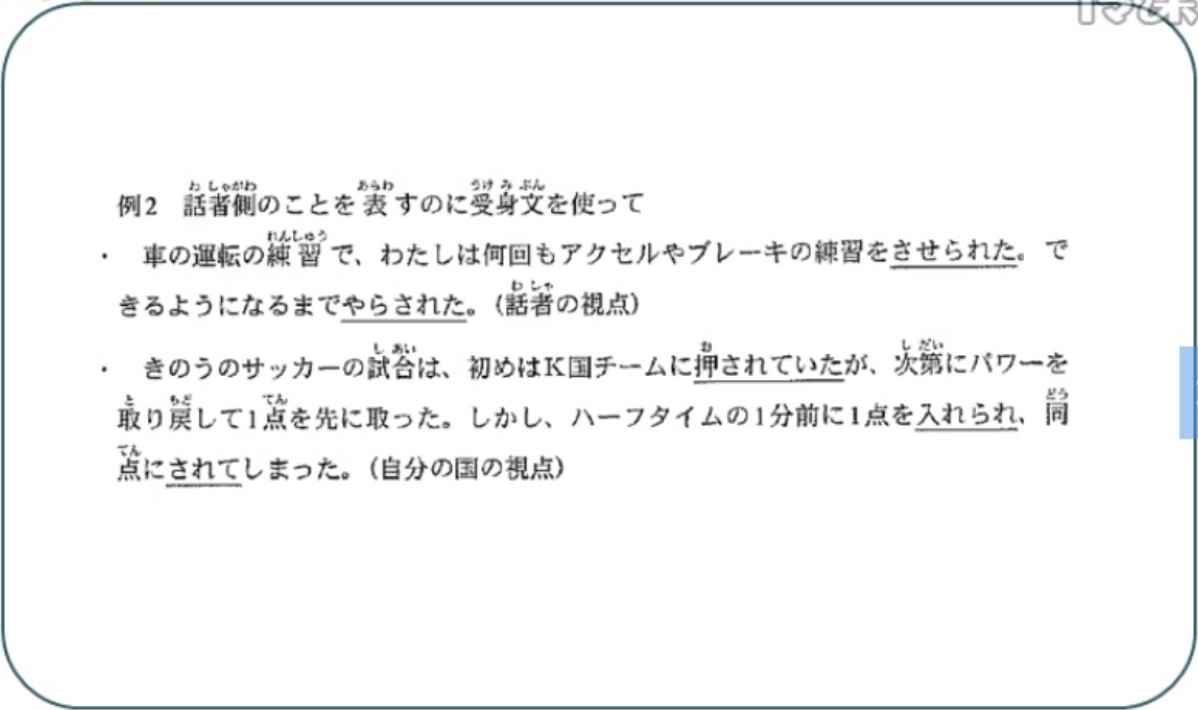 例2 話者側のことを表すのに受身文を使って
・ 車の運転の練習で、わたしは何回もアクセルやブレーキの練習をさせられた。で
きるようになるまでやらされた。(話者の視点)
・ きのうのサッカーの試合は、初めはK国チームに押されていたが、次第にパワーを
取り戻して1点を先に取った。しかし、ハーフタイムの1分前に1点を入れられ、同
点にされてしまった。(自分の国の視点)